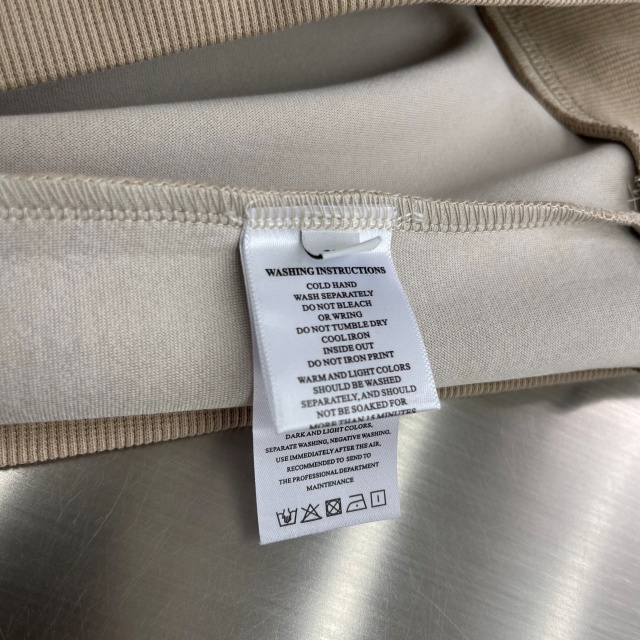 WASHING INSTRUCTIONS
COLD HAND
WASH SEPARATELY
DO NOT BLEACH
OR WRING
DO NOT TUMBLE DRY
COOL IRON
INSIDE OUT
DO NOT IRON PRINT
WARM AND LIGHT COLORS
SHOULD BE WASHED
SEPARATELY AND SHOULD
NOT BE SOAKED FOR
MORE THAN MINUTES
DARK AND LIGHT COLORS,
SEPARATE WASHING, NEGATIVE WASHING.
USE IMMEDIATELY AFTER THE AIR.
RECOMMENDED TO SEND TO
THE PROFESSIONAL DEPARTMENT
MAINTENANCE